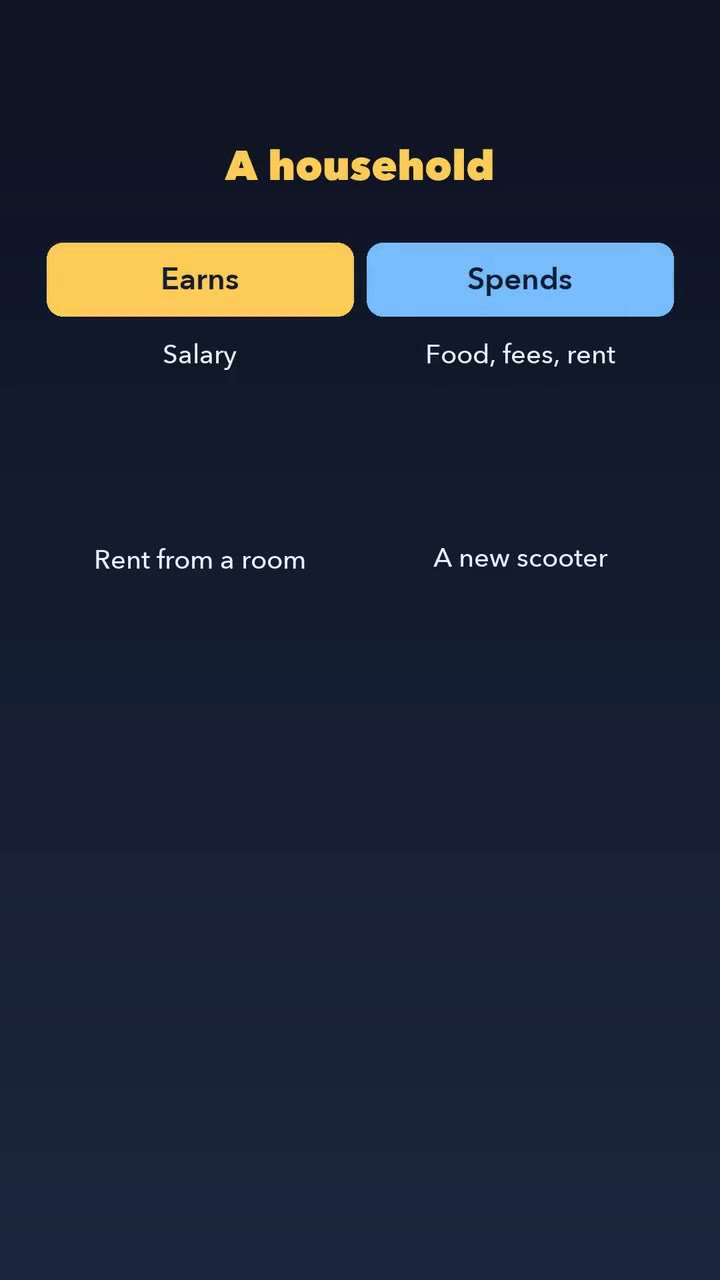 A household
Earns
Spends
Salary
Food, fees, rent
Rent from a room
A new scooter